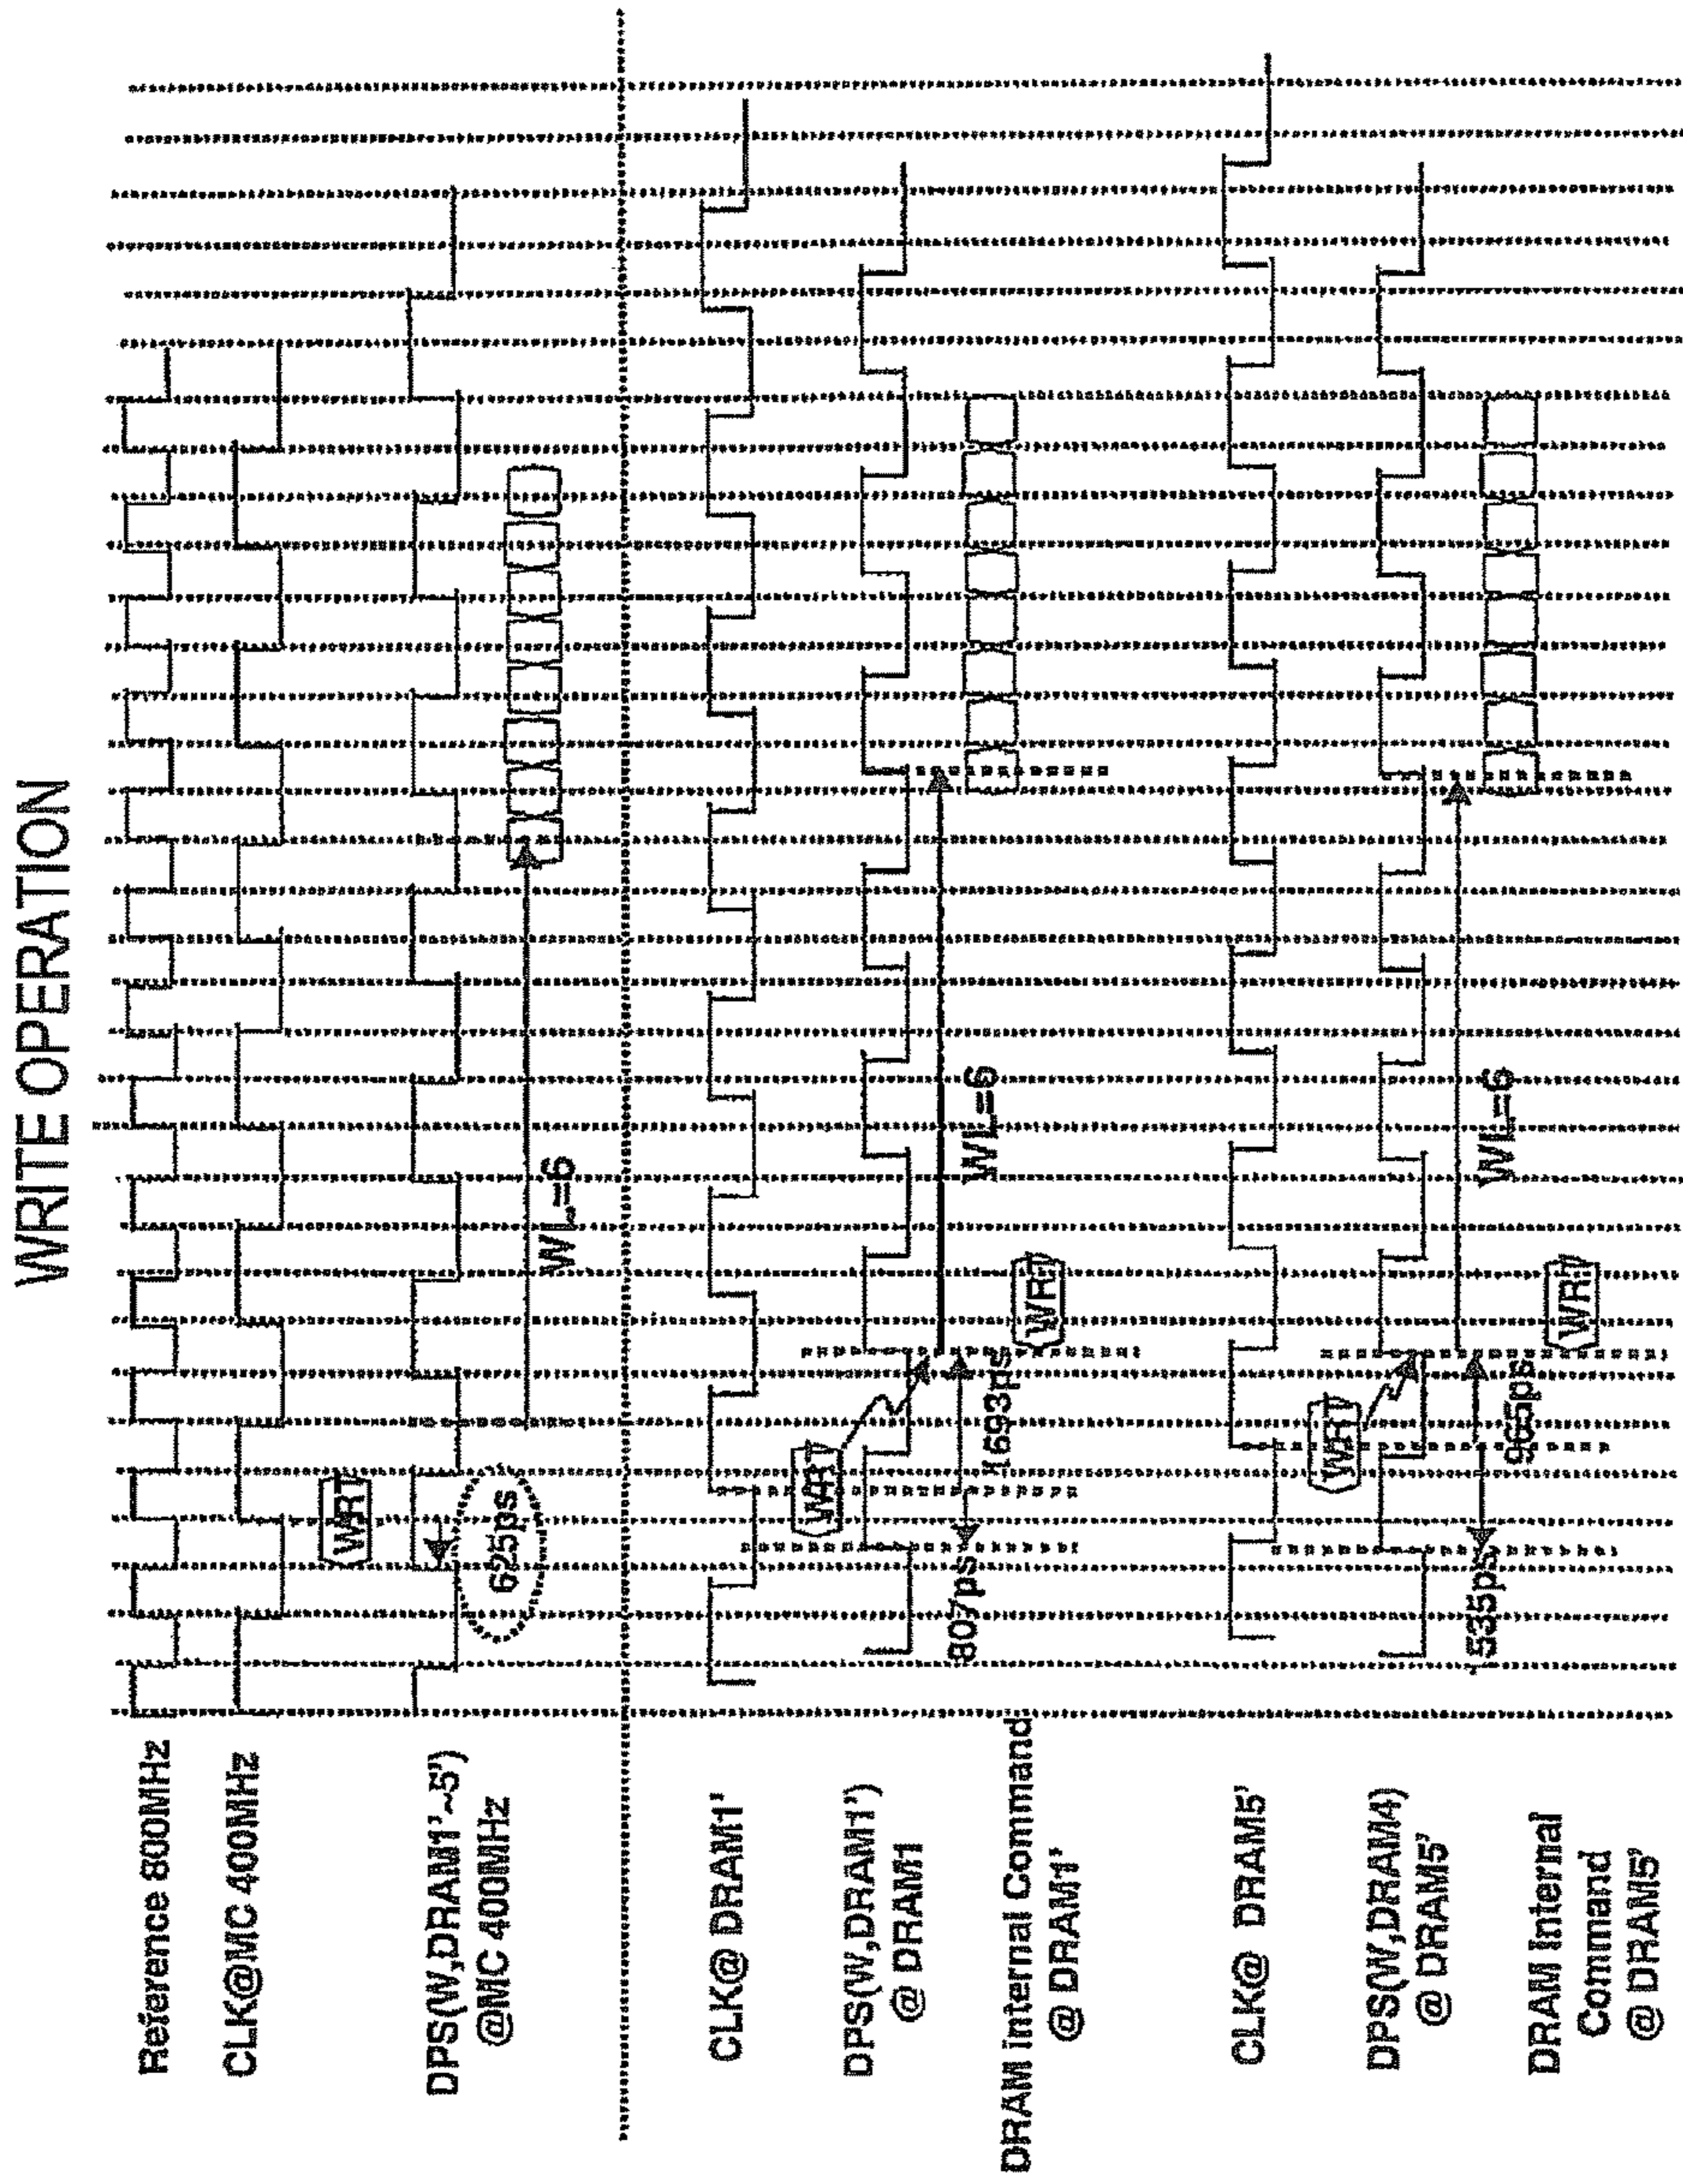 WRITE OPERATION
Reference 800MHz
CLK@MC 400MHz
WRT
DPS(W,DRAM1'~5')
@MC 400MHz
625ps
WL=6
CLK@ DRAM1'
WRT
DPS(W,DRAM1')
@ DRAM1
807ps
1693ps
WL=6
DRAM internal Command
@ DRAM1'
WRT
CLK@ DRAM5'
WRT
DPS(W,DRAM4)
@ DRAM5'
535ps
965ps
WL=6
DRAM Internal
Command
@ DRAM5'
WRT